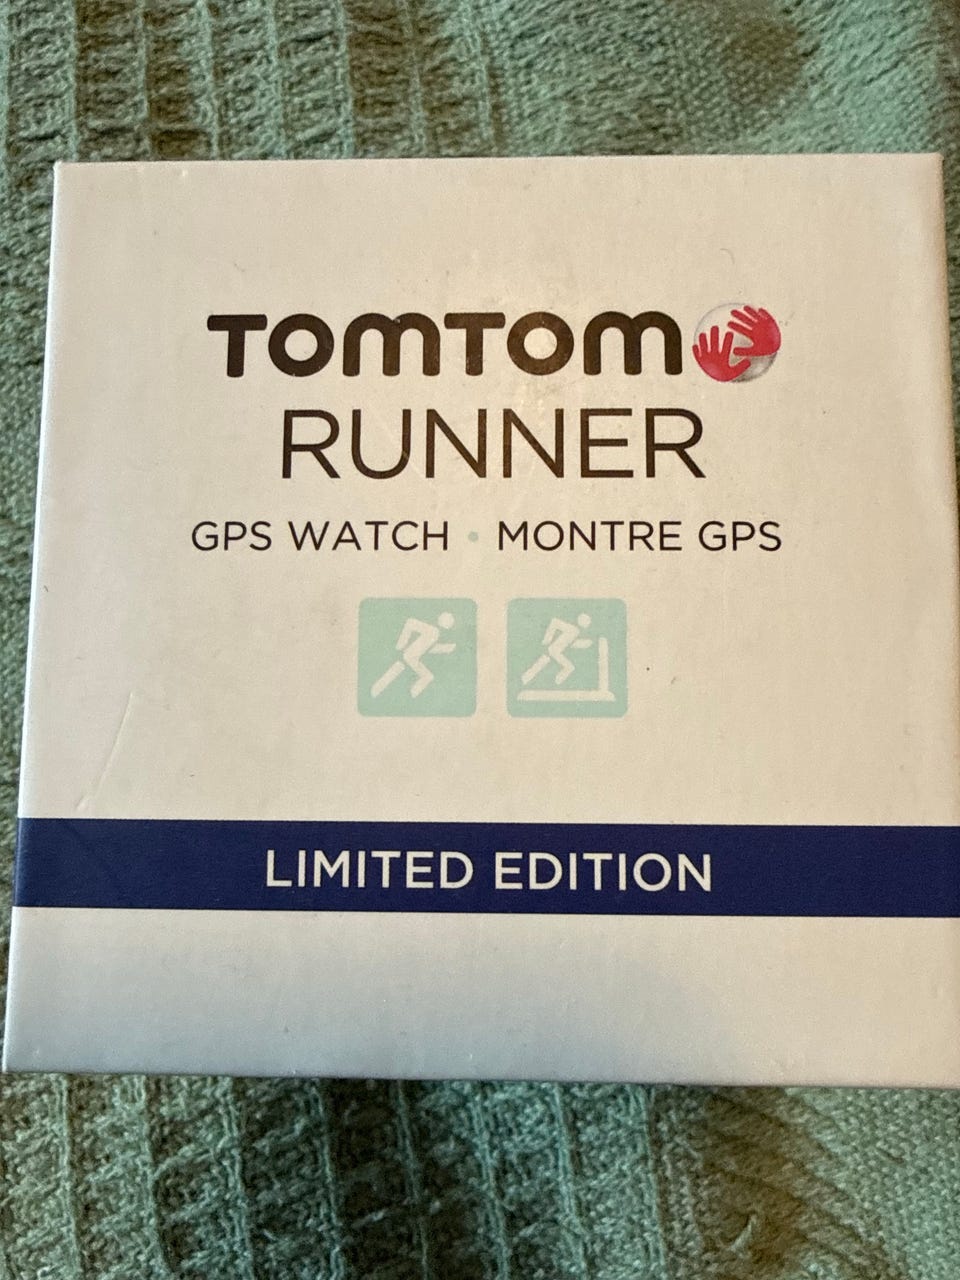 TOMTOM
RUNNER
GPS WATCH • MONTRE GPS
LIMITED EDITION